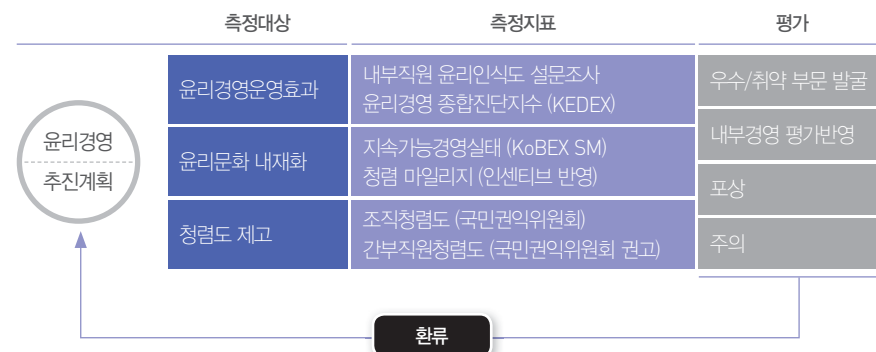 측정대상
측정지표
평가
윤리경영
추진계획
윤리경영운영효과
내부직원 윤리인식도 설문조사
윤리경영 종합진단지수 (KEDEX)
윤리문화 내재화
지속가능경영실태 (KoBEX SM)
청렴 마일리지 (인센티브 반영)
청렴도 제고
조직청렴도 (국민권익위원회)
간부직원청렴도 (국민권익위원회 권고)
우수/취약 부문 발굴
내부경영 평가반영
포상
주의
환류